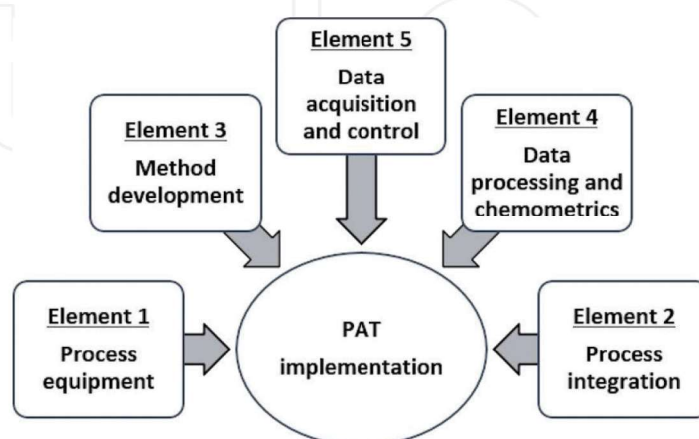 Element 5
Data
acquisition
and control
Element 3
Method
development
Element 4
Data
processing and
chemometrics
Element 1
Process
equipment
PAT
implementation
Element 2
Process
integration